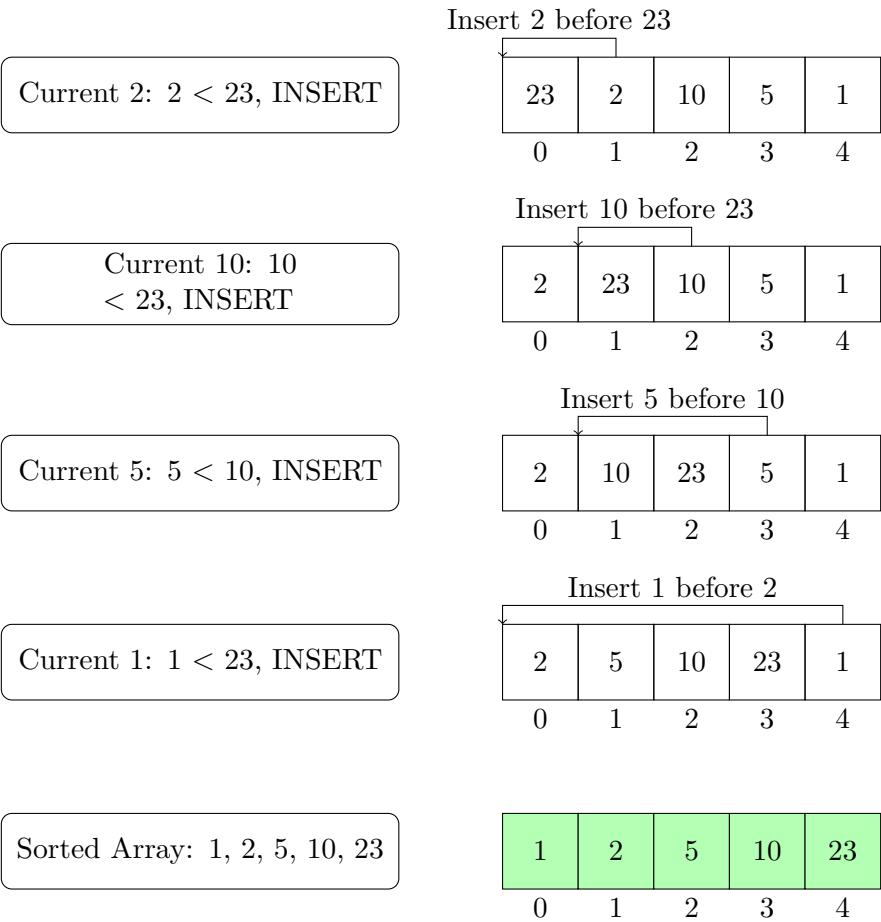 Insert 2 before 23
Current 2: 2 < 23, INSERT
23 2 10 5 1
0 1 2 3 4
Insert 10 before 23
Current 10: 10
< 23, INSERT
2 23 10 5 1
0 1 2 3 4
Insert 5 before 10
Current 5: 5 < 10, INSERT
2 10 23 5 1
0 1 2 3 4
Insert 1 before 2
Current 1: 1 < 23, INSERT
2 5 10 23 1
0 1 2 3 4
Sorted Array: 1, 2, 5, 10, 23
1 2 5 10 23
0 1 2 3 4